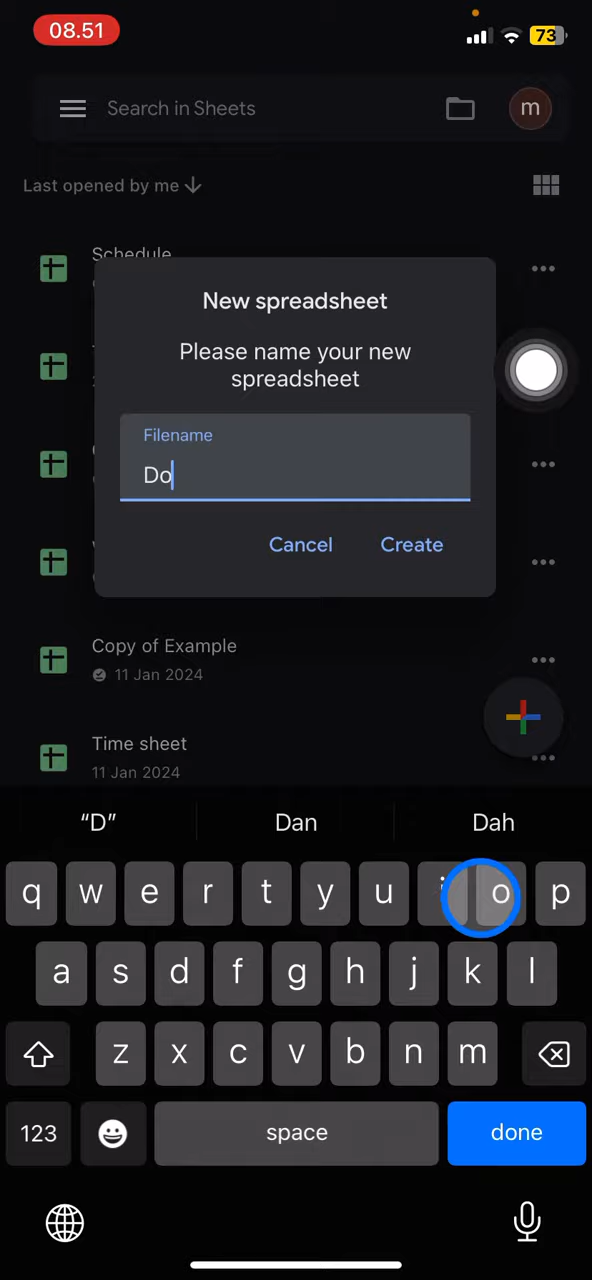 08.51
73
Search in Sheets
m
Last opened by me
Schedule
New spreadsheet
Please name your new
spreadsheet
Filename
Do
Cancel
Create
Copy of Example
11 Jan 2024
Time sheet
11 Jan 2024
“D”
Dan
Dah
q w e r t y u i o p
a s d f g h j k l
z x c v b n m
123
space
done